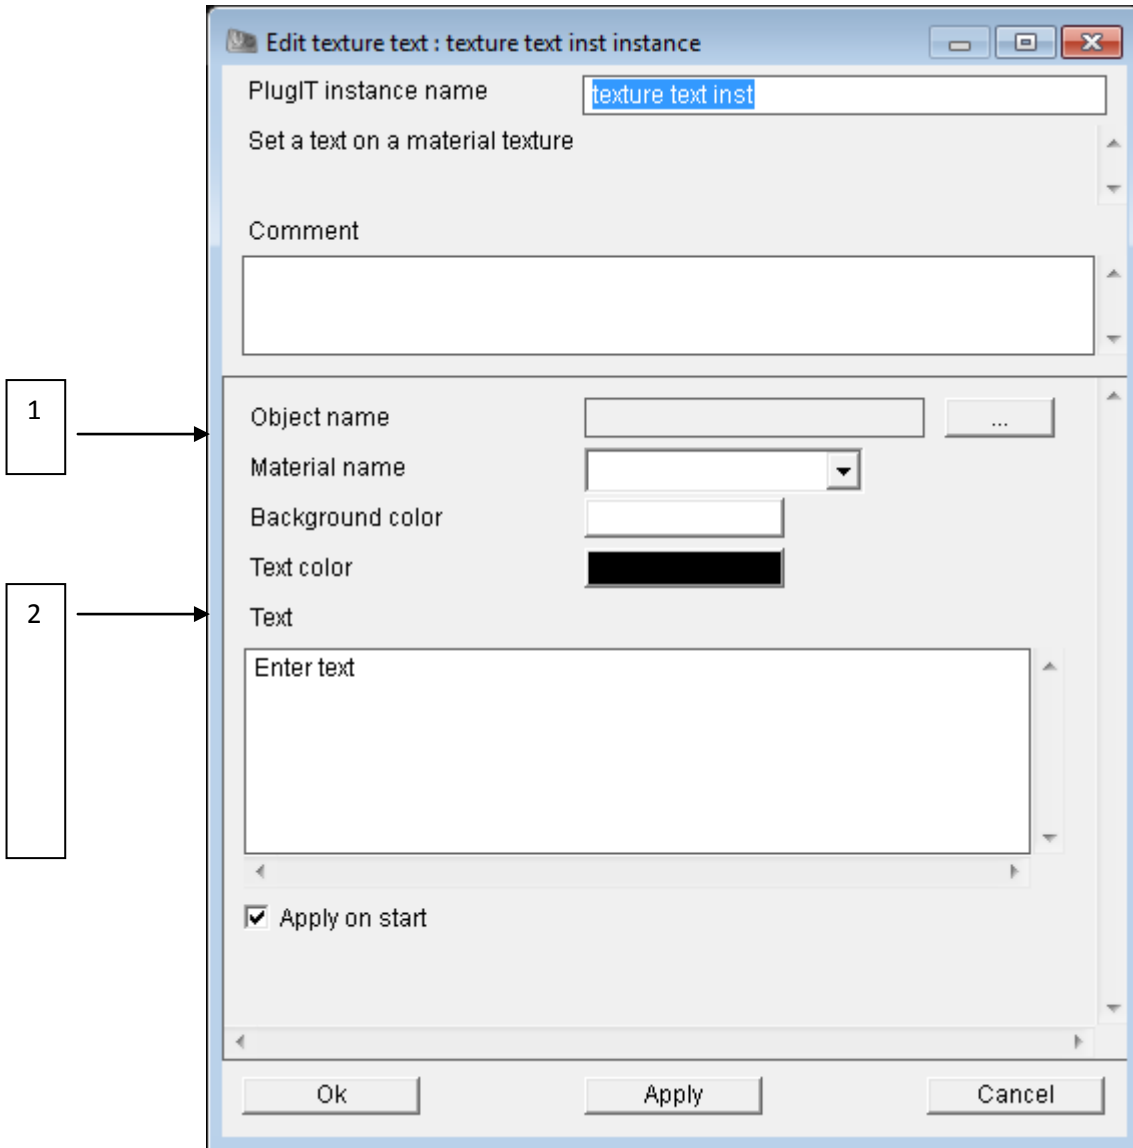 Edit texture text : texture text inst instance
PlugIT instance name texture text inst
Set a text on a material texture
Comment
1
Object name ...
Material name
Background color
Text color
2
Text
Enter text
Apply on start
Ok Apply Cancel